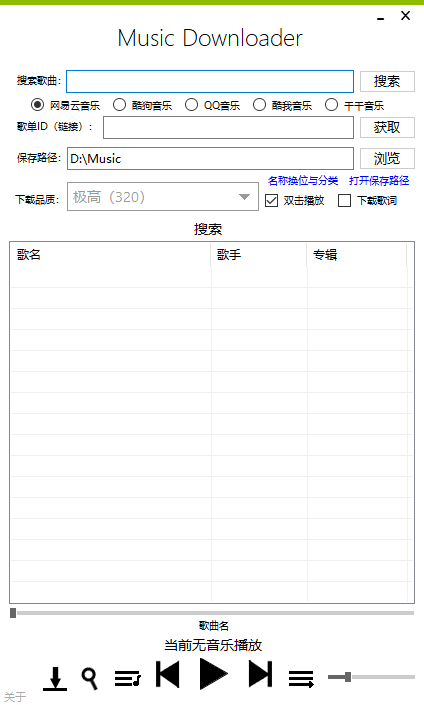 Music Downloader
搜索歌曲： 搜索
网易云音乐 酷狗音乐 QQ音乐 酷我音乐 千千音乐
歌单ID（链接）： 获取
保存路径： D:\Music 浏览
名称换位与分类 打开保存路径
下载品质： 极高（320） 双击播放 下载歌词
搜索
歌名 歌手 专辑
歌曲名
当前无音乐播放
关于